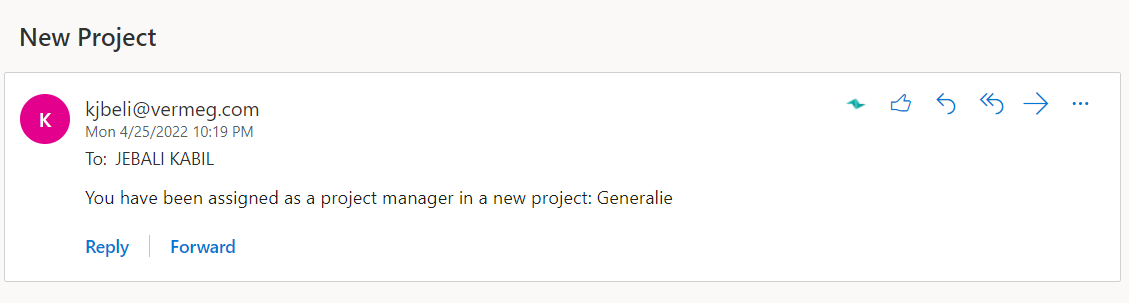 New Project
K
kjbeli@vermeg.com
Mon 4/25/2022 10:19 PM
To: JEBALI KABIL
You have been assigned as a project manager in a new project: Generalie
Reply
Forward